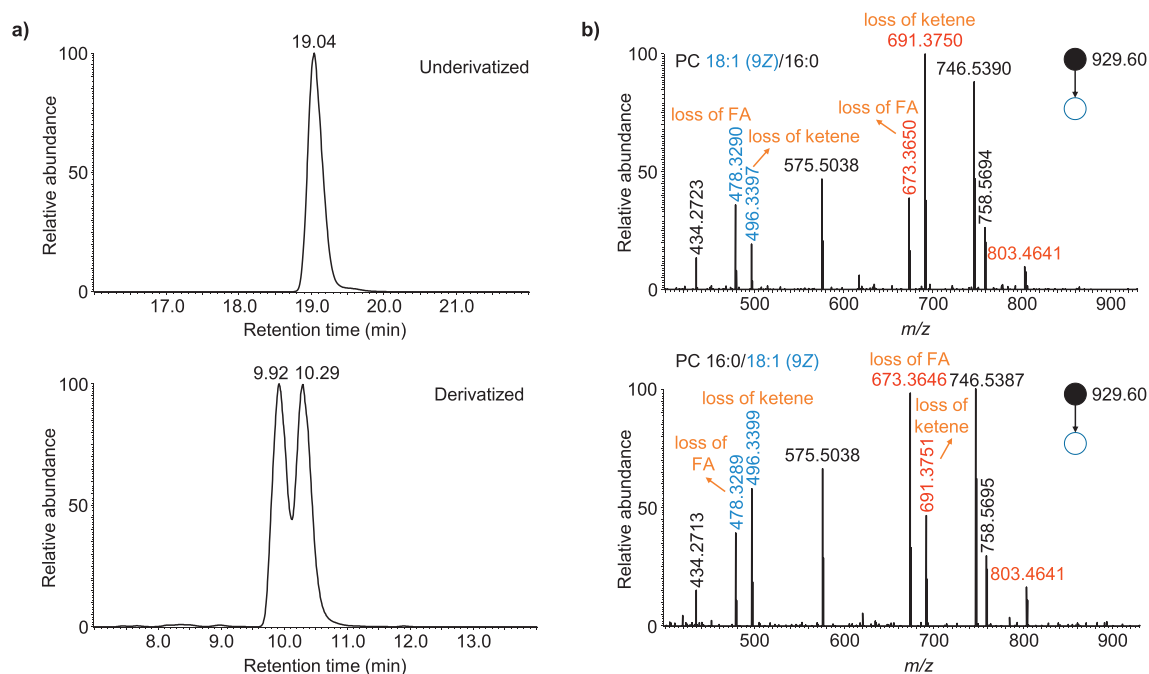 a)
100
50
0
Relative abundance
19.04
Underivatized
17.0 18.0 19.0 20.0 21.0
Retention time (min)
100
50
0
Relative abundance
9.92 10.29
Derivatized
8.0 9.0 10.0 11.0 12.0 13.0
Retention time (min)
b)
100
50
0
Relative abundance
PC 18:1 (9Z)/16:0
loss of ketene
691.3750
746.5390
929.60
loss of FA
loss of FA
loss of ketene
434.2723
478.3290
496.3397
575.5038
673.3650
758.5694
803.4641
500 600 700 800 900
m/z
100
50
0
Relative abundance
PC 16:0/18:1 (9Z)
loss of FA
673.3646
746.5387
929.60
loss of ketene
loss of
ketene
loss of
FA
434.2713
478.3289
496.3399
575.5038
691.3751
758.5695
803.4641
500 600 700 800 900
m/z